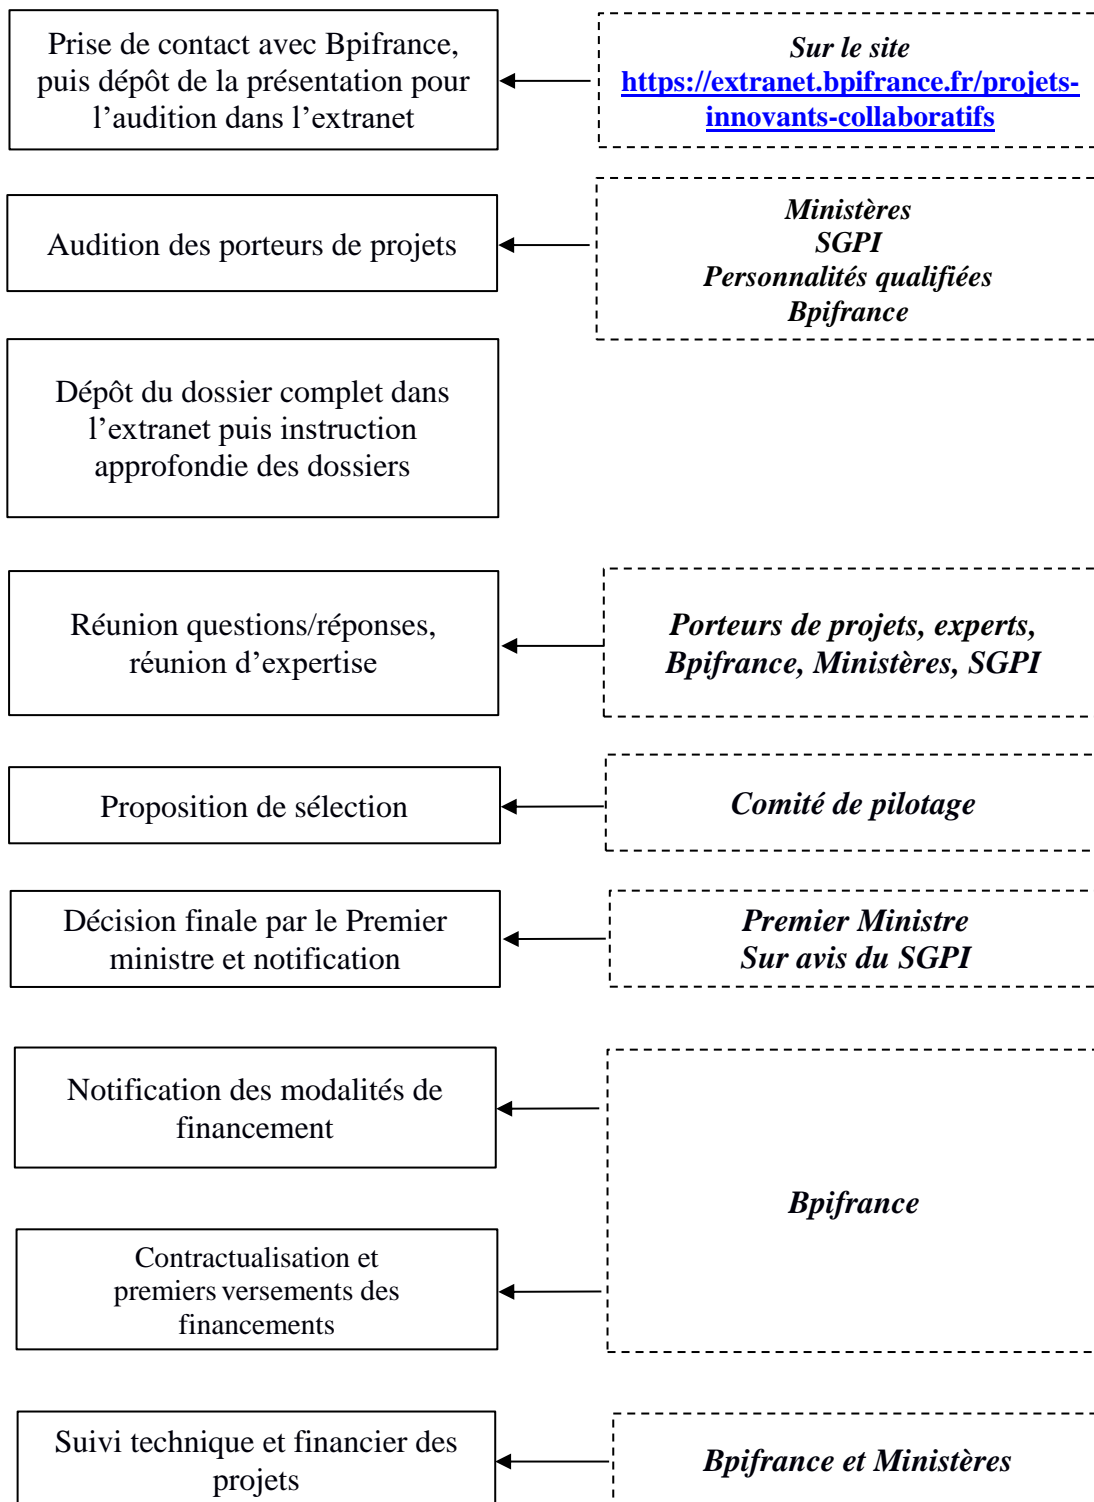 Prise de contact avec Bpifrance,
puis dépôt de la présentation pour
l’audition dans l’extranet
Sur le site
https://extranet.bpifrance.fr/projets-
innovants-collaboratifs
Audition des porteurs de projets
Ministères
SGPI
Personnalités qualifiées
Bpifrance
Dépôt du dossier complet dans
l’extranet puis instruction
approfondie des dossiers
Réunion questions/réponses,
réunion d’expertise
Porteurs de projets, experts,
Bpifrance, Ministères, SGPI
Proposition de sélection
Comité de pilotage
Décision finale par le Premier
ministre et notification
Premier Ministre
Sur avis du SGPI
Notification des modalités de
financement
Bpifrance
Contractualisation et
premiers versements des
financements
Suivi technique et financier des
projets
Bpifrance et Ministères